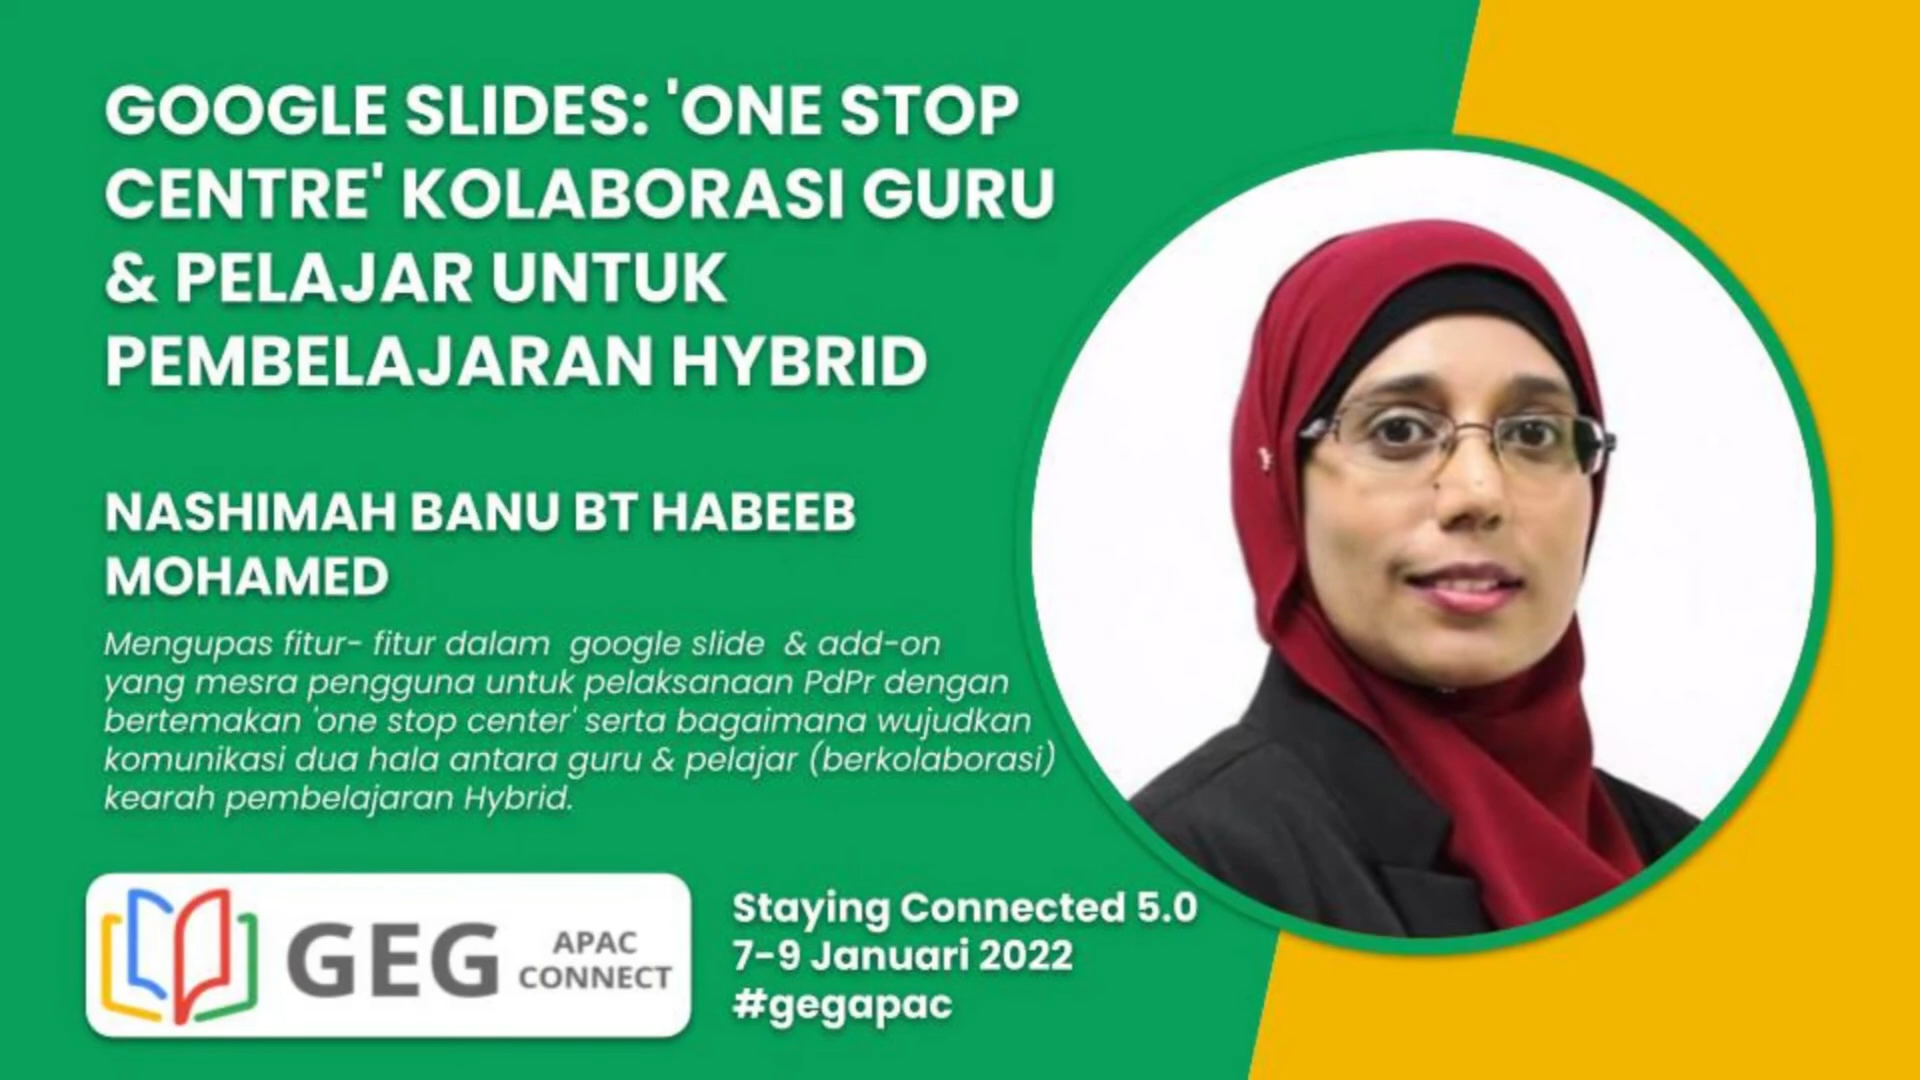 GOOGLE SLIDES: 'ONE STOP
CENTRE' KOLABORASI GURU
& PELAJAR UNTUK
PEMBELAJARAN HYBRID
NASHIMAH BANU BT HABEEB
MOHAMED
Mengupas fitur- fitur dalam google slide & add-on
yang mesra pengguna untuk pelaksanaan PdPr dengan
bertemakan 'one stop center' serta bagaimana wujudkan
komunikasi dua hala antara guru & pelajar (berkolaborasi)
kearah pembelajaran Hybrid.
GEG APAC
CONNECT
Staying Connected 5.0
7-9 Januari 2022
#gegapac